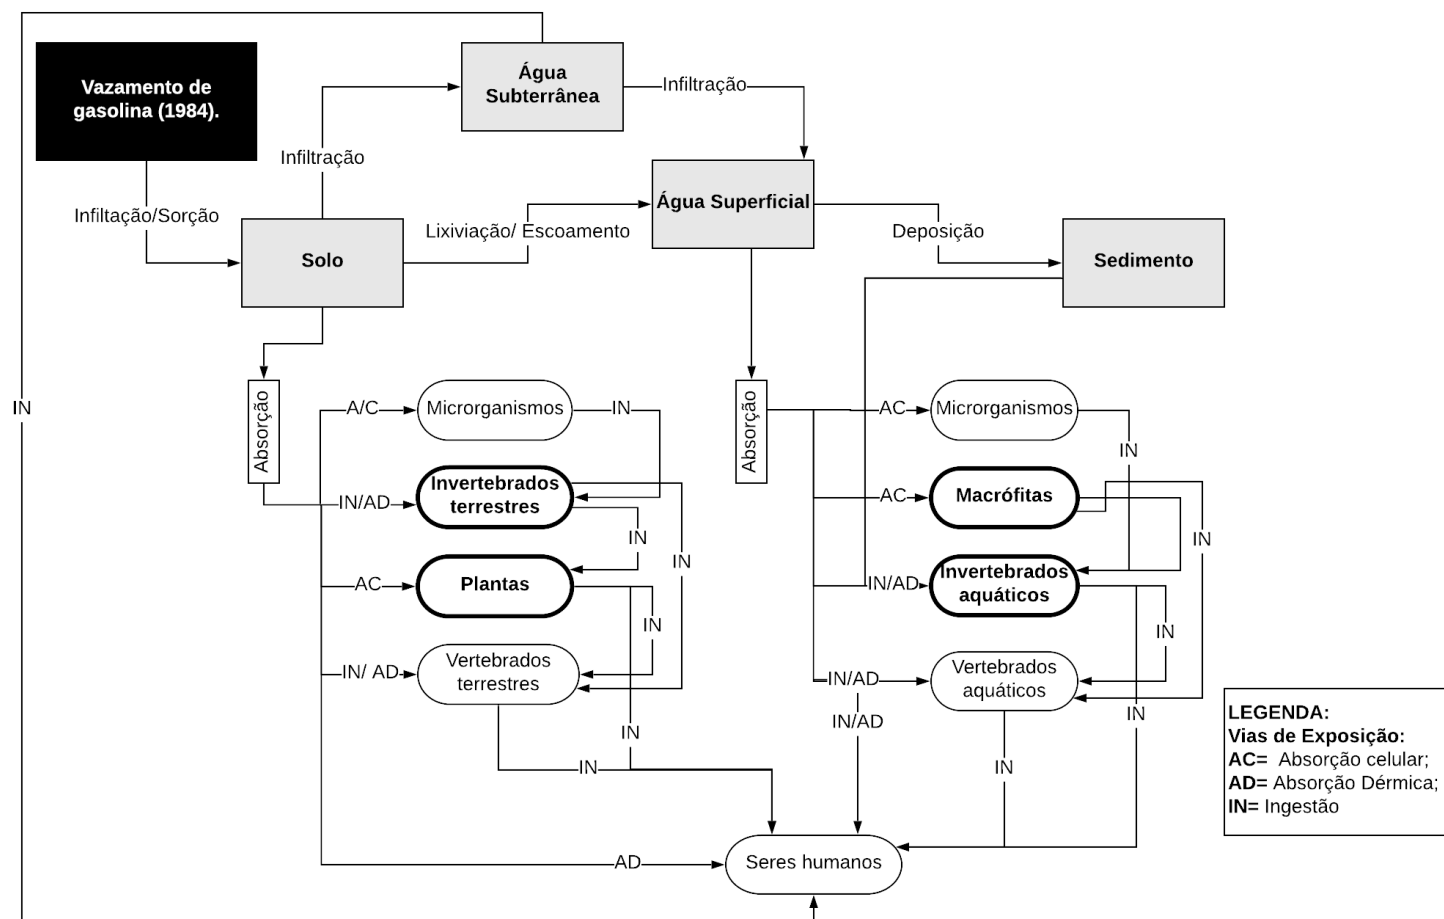 Vazamento de
gasolina (1984).
Água
Subterrânea
Infiltração
Infiltração
Infiltação/Sorção
Água Superficial
Lixiviação/ Escoamento
Deposição
Solo
Sedimento
IN
Absorção
A/C
Microrganismos
IN
IN/AD
Invertebrados
terrestres
IN
IN
AC
Plantas
IN
IN/ AD
Vertebrados
terrestres
IN
IN
AD
Absorção
AC
Microrganismos
IN
AC
Macrófitas
IN
IN/AD
Invertebrados
aquáticos
IN
IN/AD
Vertebrados
aquáticos
IN/AD
IN
IN
Seres humanos
LEGENDA:
Vias de Exposição:
AC= Absorção celular;
AD= Absorção Dérmica;
IN= Ingestão